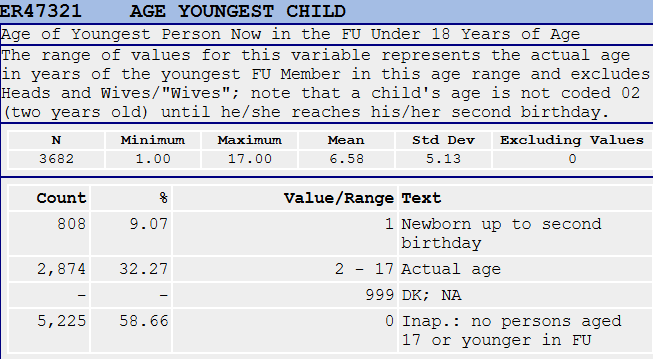 ER47321 AGE YOUNGEST CHILD
Age of Youngest Person Now in the FU Under 18 Years of Age
The range of values for this variable represents the actual age
in years of the youngest FU Member in this age range and excludes
Heads and Wives/"Wives"; note that a child's age is not coded 02
(two years old) until he/she reaches his/her second birthday.
N Minimum Maximum Mean Std Dev Excluding Values
3682 1.00 17.00 6.58 5.13 0
Count % Value/Range Text
808 9.07 1 Newborn up to second
birthday
2,874 32.27 2 - 17 Actual age
- - 999 DK; NA
5,225 58.66 0 Inap.: no persons aged
17 or younger in FU